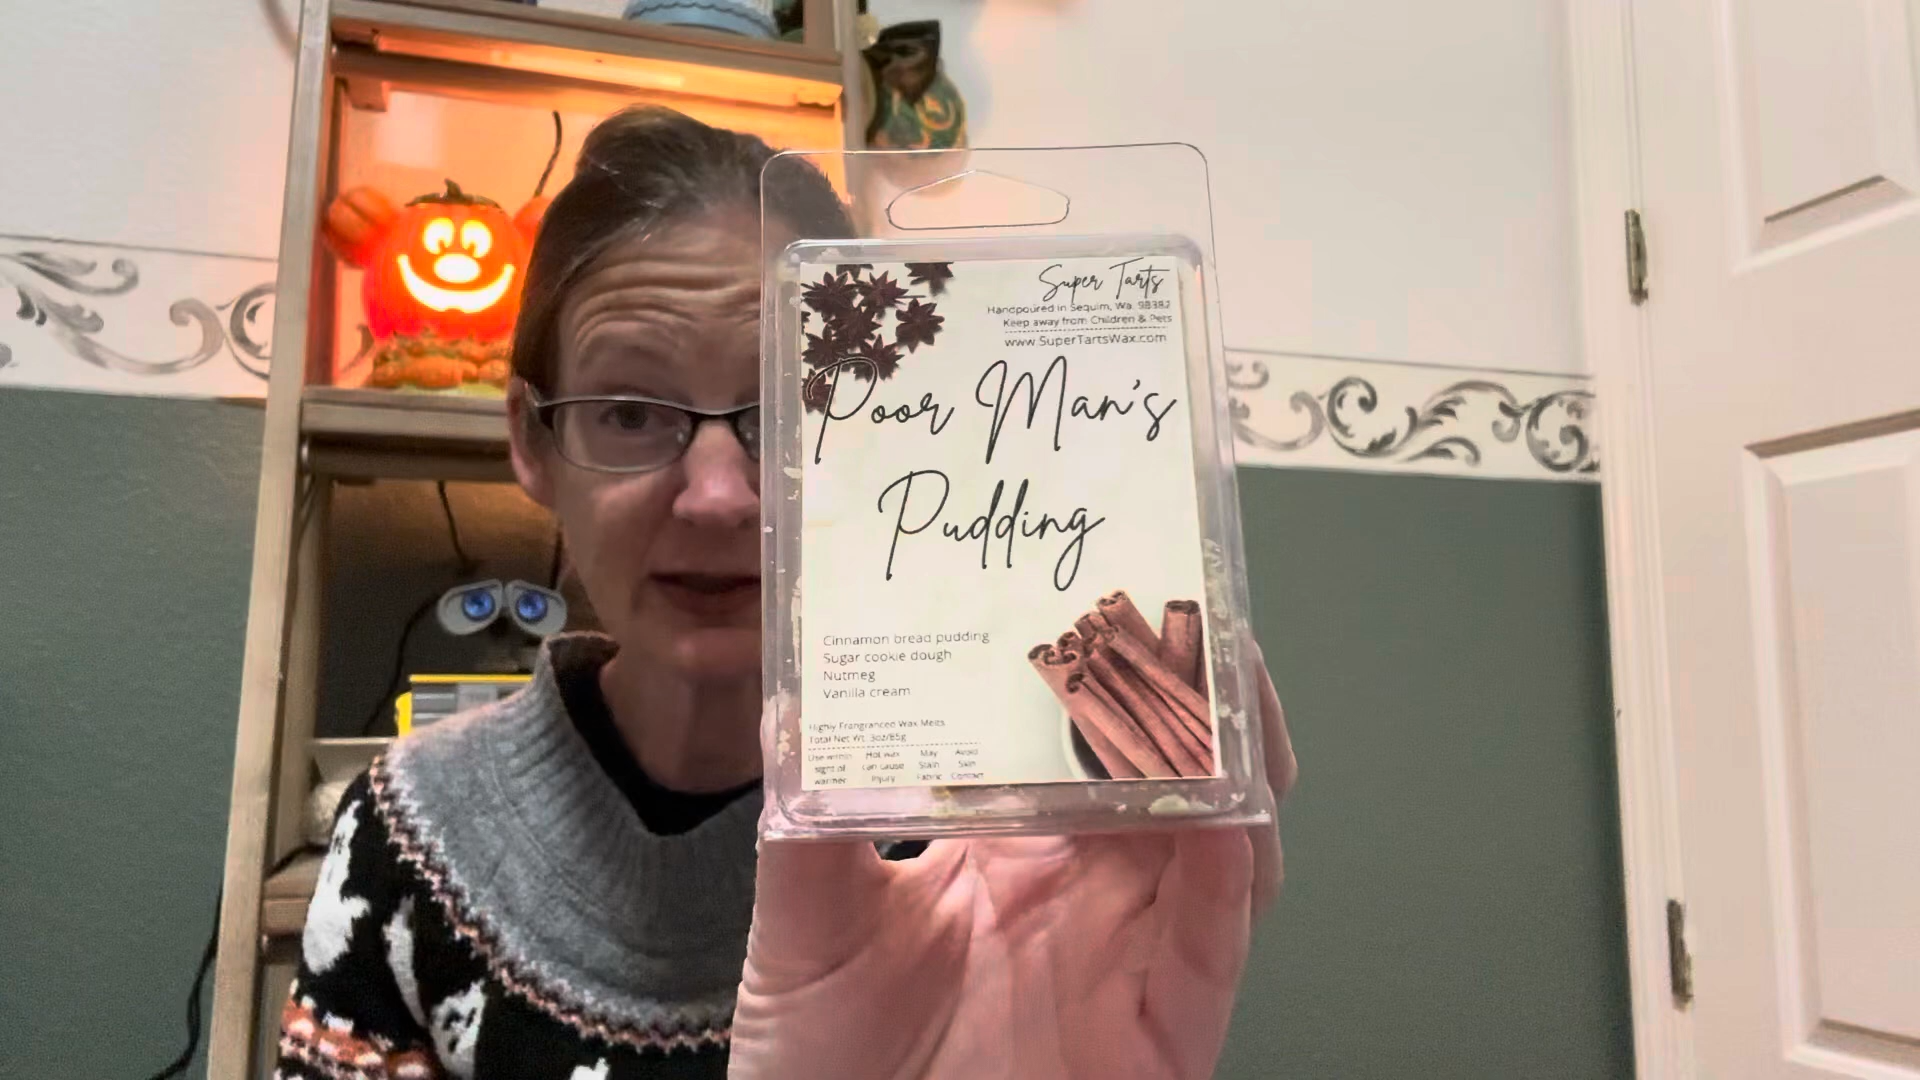 Super Tarts
Handpoured in Sequim, Wa. 98382
Keep away from Children & Pets
www.SuperTartsWax.com
Poor Man's
Pudding
Cinnamon bread pudding
Sugar cookie dough
Nutmeg
Vanilla cream
Highly Frangranced Wax Melts
Total Net Wt. 3oz/85g
Use within Hot wax May Avoid
sight of can cause Stain Skin
warmer Injury Fabric Contact